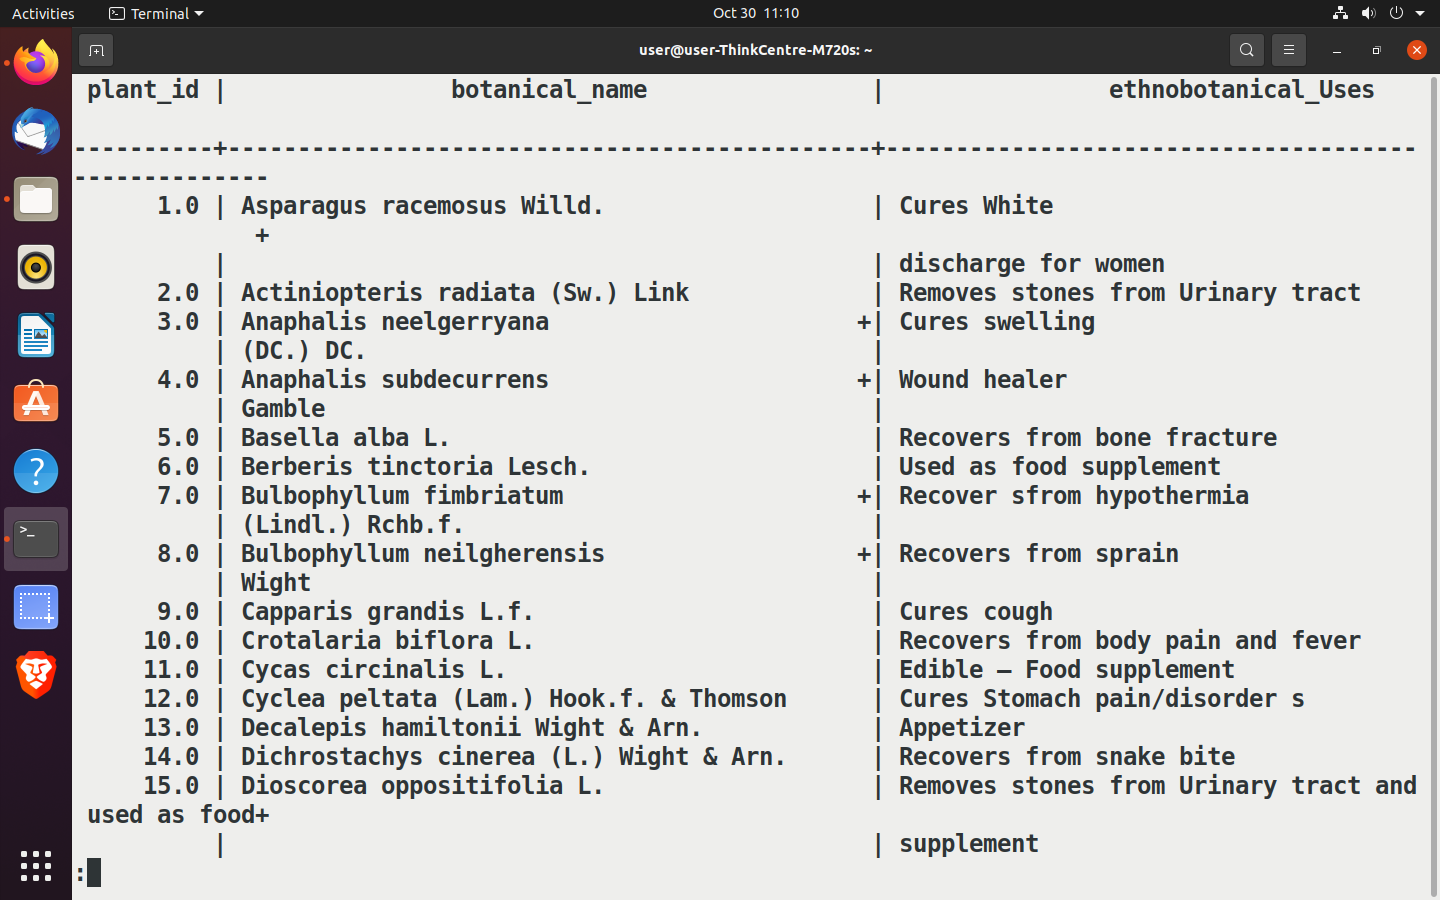 Activities Terminal Oct 30 11:10
user@user-ThinkCentre-M720s: ~
plant_id | botanical_name | ethnobotanical_Uses
----------+----------------------------------------------+--------------------------------------
--------------
1.0 | Asparagus racemosus Willd. | Cures White
+
| | discharge for women
2.0 | Actiniopteris radiata (Sw.) Link | Removes stones from Urinary tract
3.0 | Anaphalis neelgerryana +| Cures swelling
| (DC.) DC. |
4.0 | Anaphalis subdecurrens +| Wound healer
| Gamble |
5.0 | Basella alba L. | Recovers from bone fracture
6.0 | Berberis tinctoria Lesch. | Used as food supplement
7.0 | Bulbophyllum fimbriatum +| Recover sfrom hypothermia
| (Lindl.) Rchb.f. |
8.0 | Bulbophyllum neilgherensis +| Recovers from sprain
| Wight |
9.0 | Capparis grandis L.f. | Cures cough
10.0 | Crotalaria biflora L. | Recovers from body pain and fever
11.0 | Cycas circinalis L. | Edible – Food supplement
12.0 | Cyclea peltata (Lam.) Hook.f. & Thomson | Cures Stomach pain/disorder s
13.0 | Decalepis hamiltonii Wight & Arn. | Appetizer
14.0 | Dichrostachys cinerea (L.) Wight & Arn. | Recovers from snake bite
15.0 | Dioscorea oppositifolia L. | Removes stones from Urinary tract and
used as food+
| | supplement
: